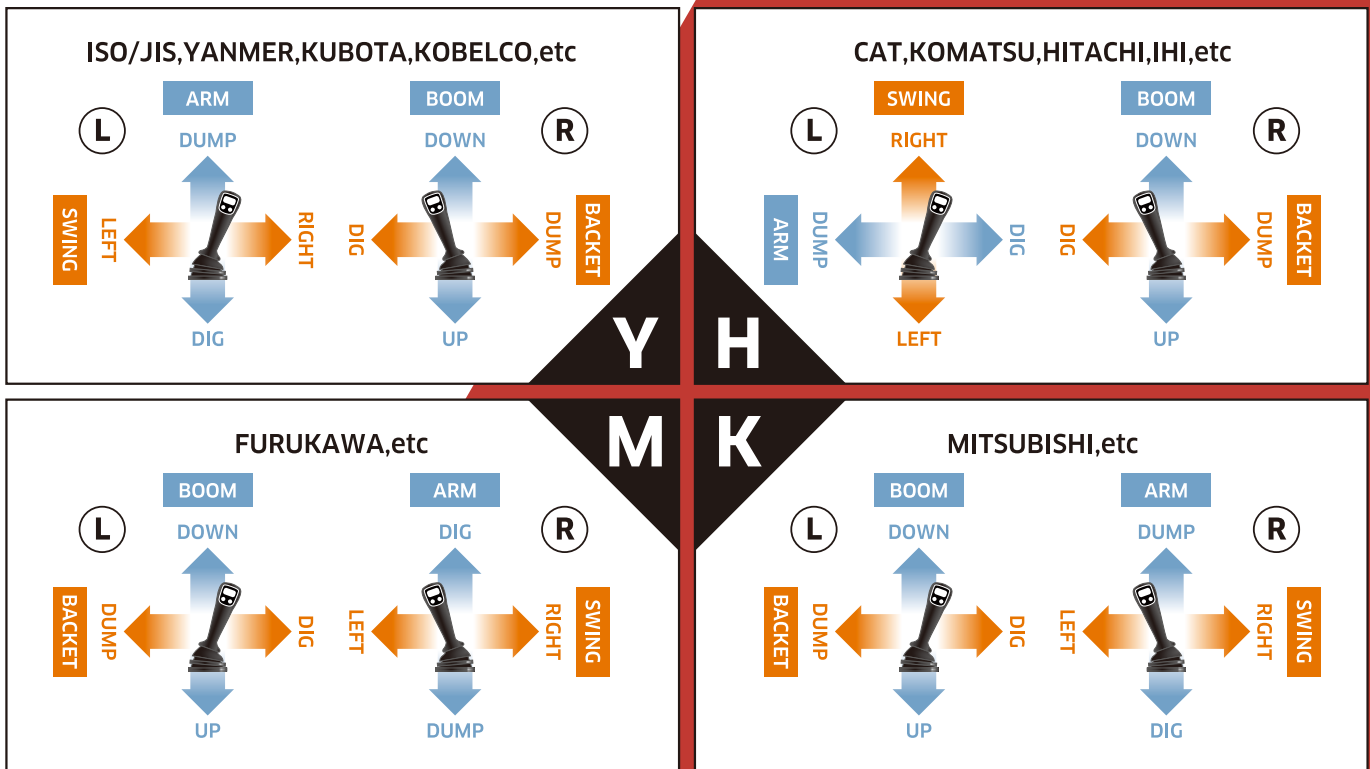 ISO/JIS,YANMER,KUBOTA,KOBELCO,etc
ARM
BOOM
L
R
DUMP
DOWN
SWING
LEFT
RIGHT
DIG
DUMP
BACKET
DIG
UP
Y
CAT,KOMATSU,HITACHI,IHI,etc
SWING
BOOM
L
R
RIGHT
DOWN
ARM
DUMP
DIG
DIG
DUMP
BACKET
LEFT
UP
H
FURUKAWA,etc
BOOM
ARM
L
R
DOWN
DIG
BACKET
DUMP
DIG
LEFT
RIGHT
SWING
UP
DUMP
M
MITSUBISHI,etc
BOOM
ARM
L
R
DOWN
DUMP
BACKET
DUMP
DIG
LEFT
RIGHT
SWING
UP
DIG
K